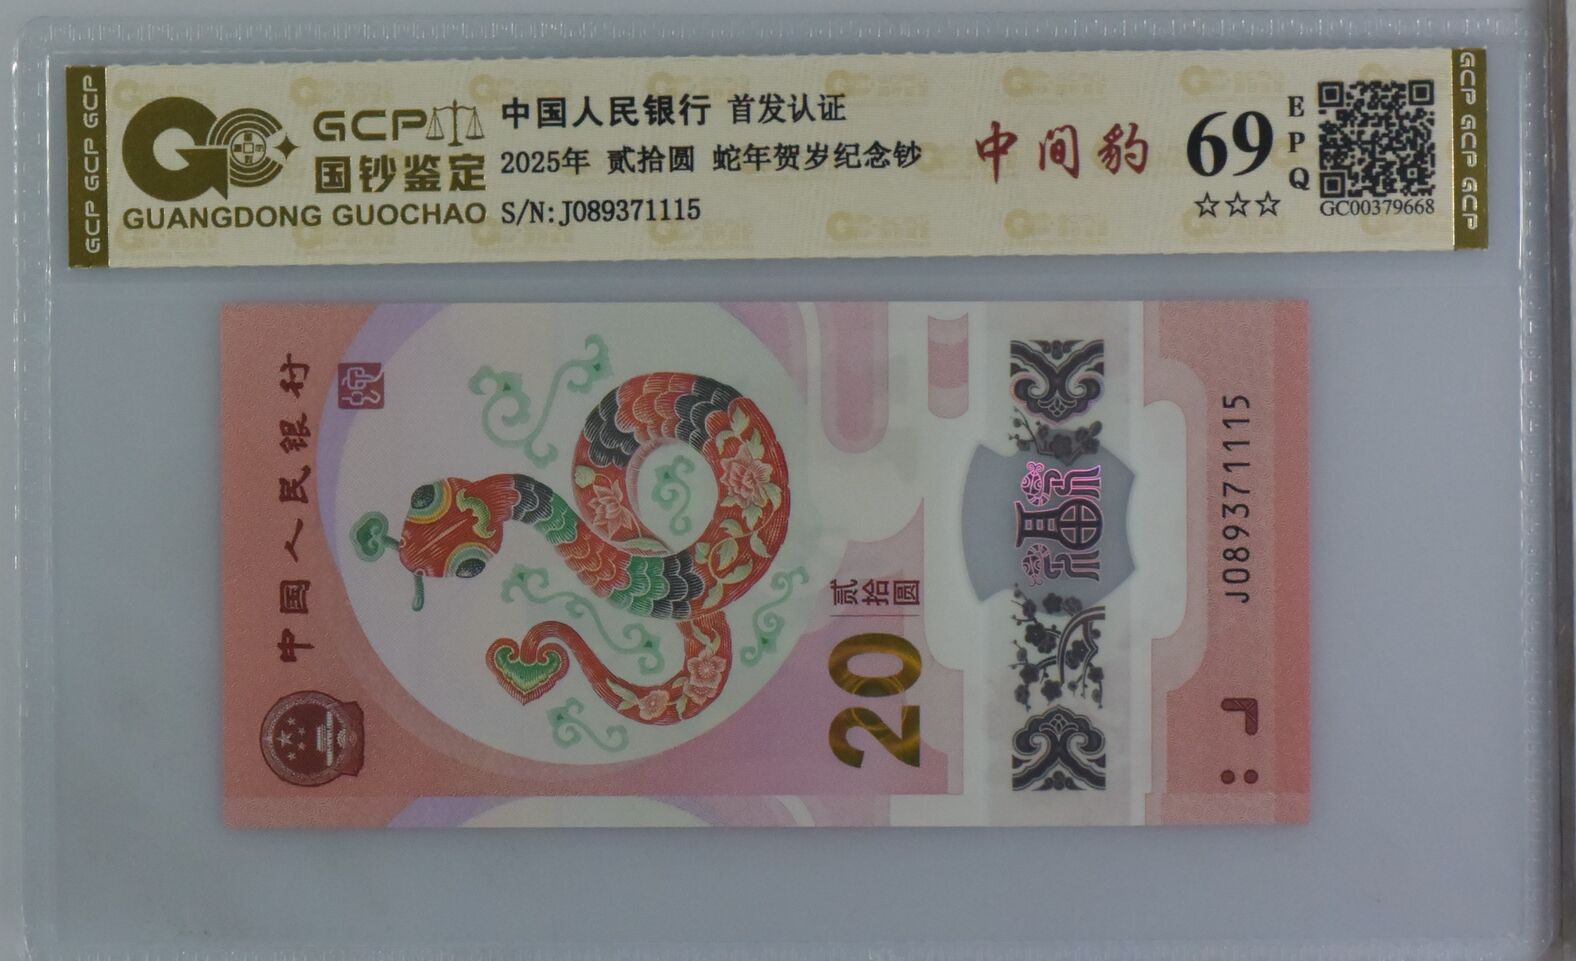 GCP GCP GCP
GCP
国钞鉴定
GUANGDONG GUOCHAO
中国人民银行 首发认证
2025年 贰拾圆 蛇年贺岁纪念钞
S/N:J089371115
中间豹
69
EPQ
☆☆☆
GC00379668
GCP GCP GCP
中国人民银行
贰拾圆
20
J089371115